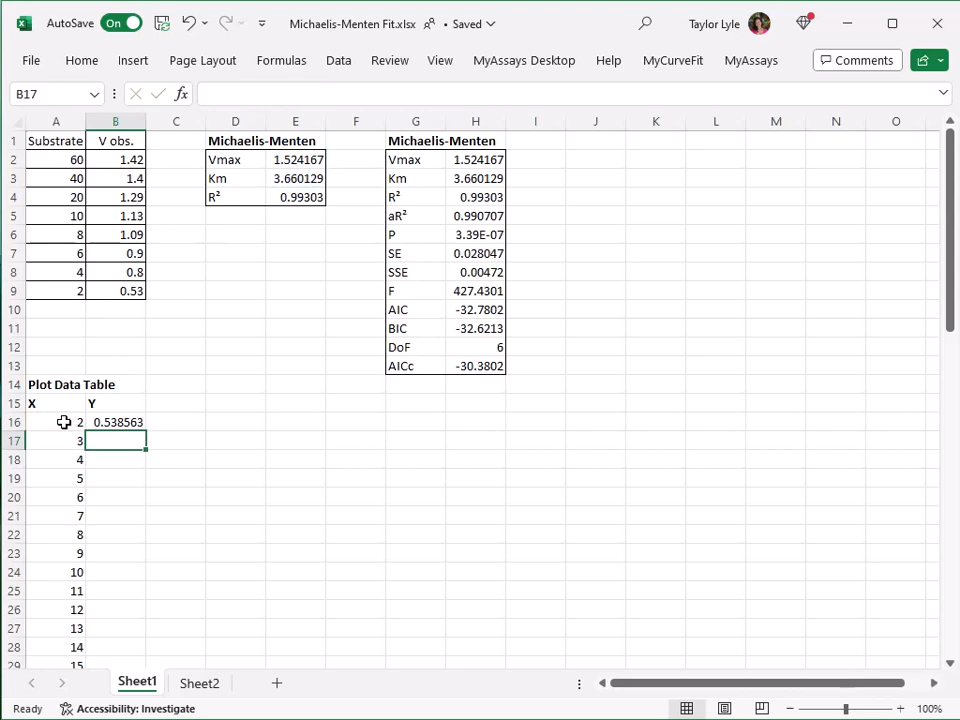 AutoSave On Michaelis-Menten Fit.xlsx • Saved Taylor Lyle
File Home Insert Page Layout Formulas Data Review View MyAssays Desktop Help MyCurveFit MyAssays Comments
B17 fx
A B C D E F G H I J K L M N O
1 Substrate V obs. Michaelis-Menten Michaelis-Menten
2 60 1.42 Vmax 1.524167 Vmax 1.524167
3 40 1.4 Km 3.660129 Km 3.660129
4 20 1.29 R² 0.99303 R² 0.99303
5 10 1.13 aR² 0.990707
6 8 1.09 P 3.39E-07
7 6 0.9 SE 0.028047
8 4 0.8 SSE 0.00472
9 2 0.53 F 427.4301
10 AIC -32.7802
11 BIC -32.6213
12 DoF 6
13 AICc -30.3802
14 Plot Data Table
15 X Y
16 2 0.538563
17 3
18 4
19 5
20 6
21 7
22 8
23 9
24 10
25 11
26 12
27 13
28 14
29 15
Sheet1 Sheet2
Ready Accessibility: Investigate 100%